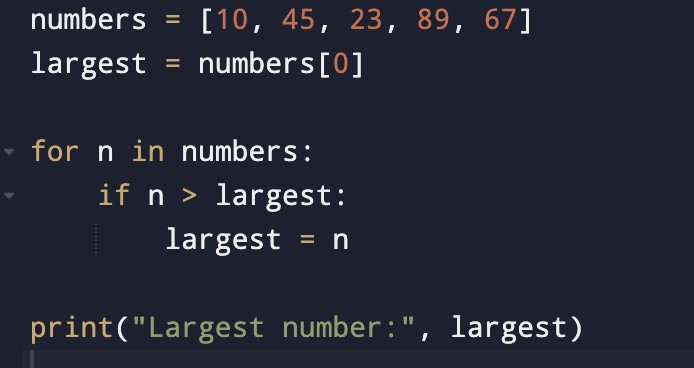 numbers = [10, 45, 23, 89, 67]
largest = numbers[0]

for n in numbers:
    if n > largest:
        largest = n

print("Largest number:", largest)